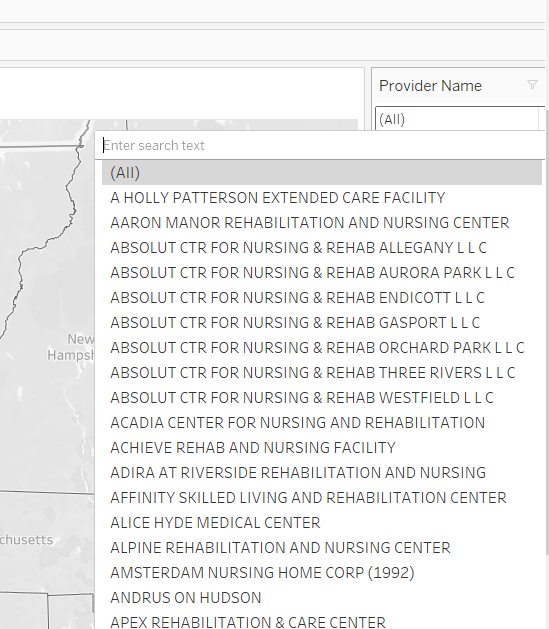 Provider Name
(All)
Enter search text
(All)
A HOLLY PATTERSON EXTENDED CARE FACILITY
AARON MANOR REHABILITATION AND NURSING CENTER
ABSOLUT CTR FOR NURSING & REHAB ALLEGANY L L C
ABSOLUT CTR FOR NURSING & REHAB AURORA PARK L L C
ABSOLUT CTR FOR NURSING & REHAB ENDICOTT L L C
ABSOLUT CTR FOR NURSING & REHAB GASPORT L L C
ABSOLUT CTR FOR NURSING & REHAB ORCHARD PARK L L C
ABSOLUT CTR FOR NURSING & REHAB THREE RIVERS L L C
ABSOLUT CTR FOR NURSING & REHAB WESTFIELD L L C
ACADIA CENTER FOR NURSING AND REHABILITATION
ACHIEVE REHAB AND NURSING FACILITY
ADIRA AT RIVERSIDE REHABILITATION AND NURSING
AFFINITY SKILLED LIVING AND REHABILITATION CENTER
ALICE HYDE MEDICAL CENTER
ALPINE REHABILITATION AND NURSING CENTER
AMSTERDAM NURSING HOME CORP (1992)
ANDRUS ON HUDSON
APEX REHABILITATION & CARE CENTER
New
Hampsh
chusetts